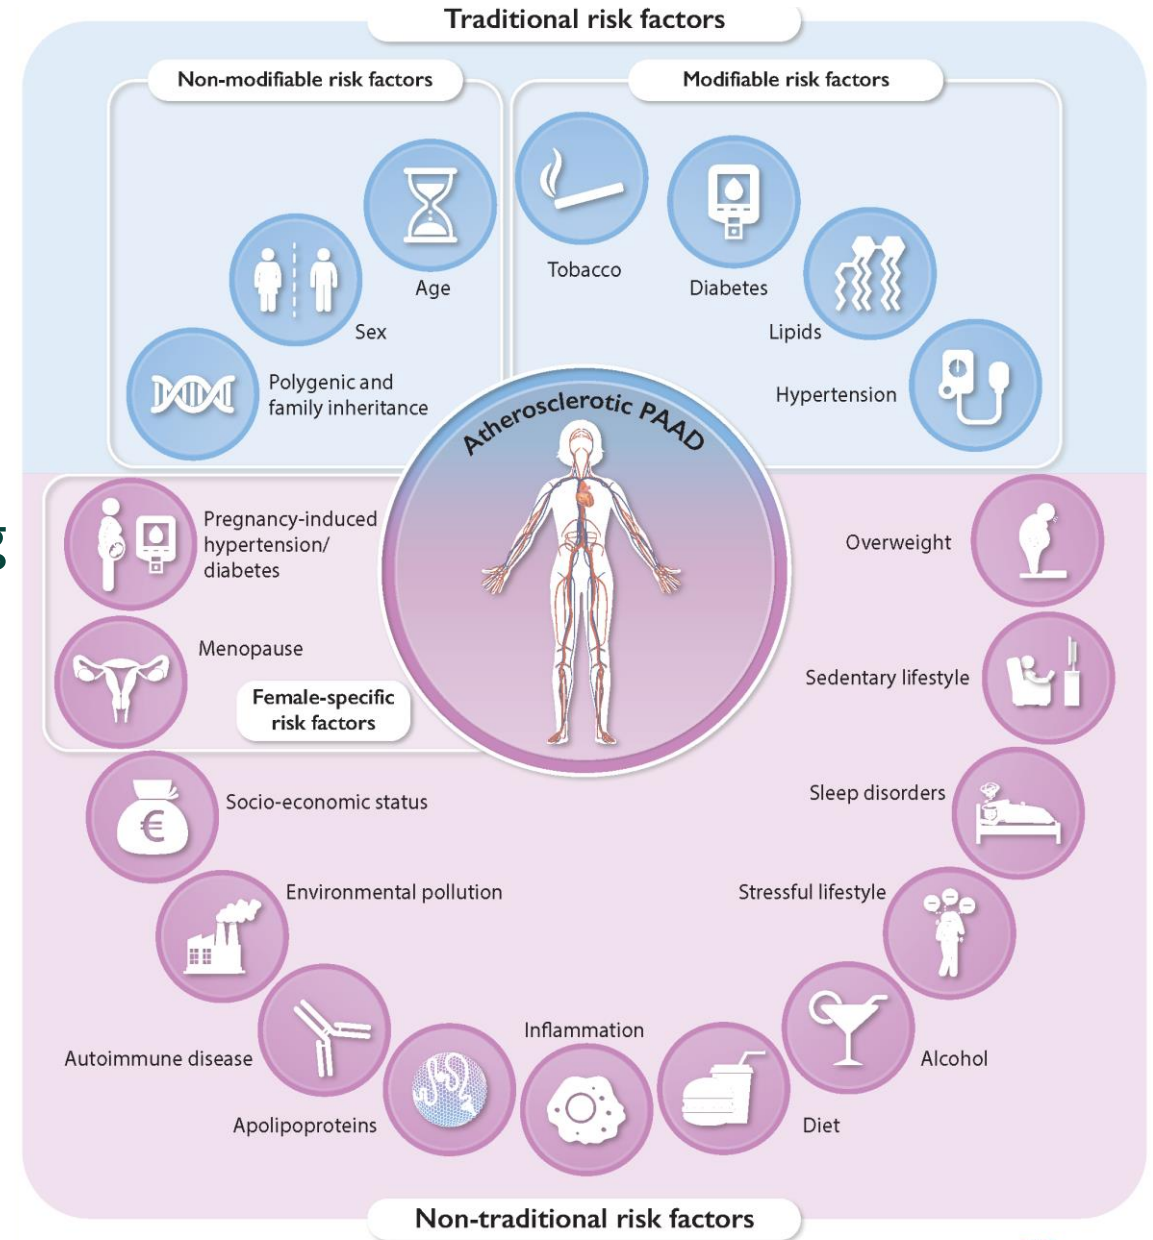 Traditional risk factors
Non-modifiable risk factors
Modifiable risk factors
Age
Sex
Polygenic and
family inheritance
Tobacco
Diabetes
Lipids
Hypertension
Atherosclerotic PAAD
g
Pregnancy-induced
hypertension/
diabetes
Menopause
Female-specific
risk factors
Overweight
Sedentary lifestyle
Sleep disorders
Stressful lifestyle
Alcohol
Diet
Inflammation
Apolipoproteins
Autoimmune disease
Environmental pollution
Socio-economic status
€
Non-traditional risk factors